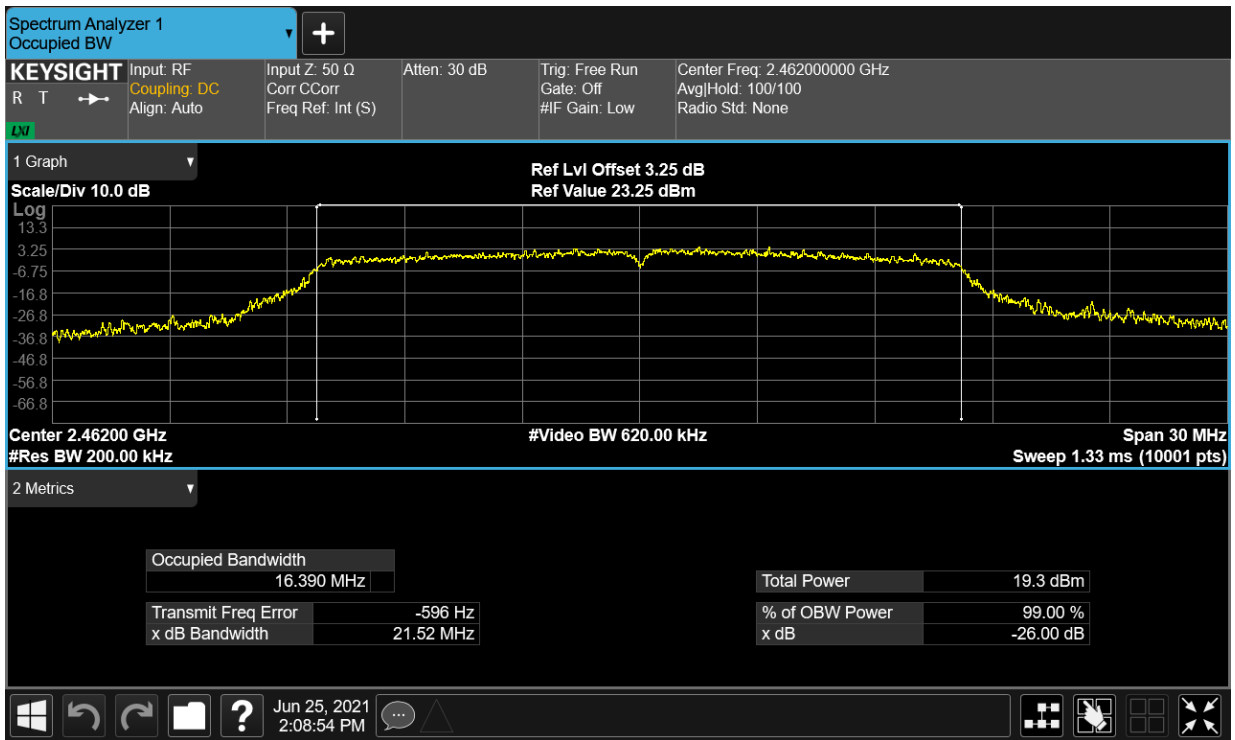 Spectrum Analyzer 1
Occupied BW
▼
+
KEYSIGHT
R T
LXI
Input: RF
Coupling: DC
Align: Auto
Input Z: 50 Ω
Corr CCorr
Freq Ref: Int (S)
Atten: 30 dB
Trig: Free Run
Gate: Off
#IF Gain: Low
Center Freq: 2.462000000 GHz
Avg|Hold: 100/100
Radio Std: None
1 Graph ▼
Ref Lvl Offset 3.25 dB
Scale/Div 10.0 dB
Ref Value 23.25 dBm
Log
13.3
3.25
-6.75
-16.8
-26.8
-36.8
-46.8
-56.8
-66.8
Center 2.46200 GHz
#Video BW 620.00 kHz
Span 30 MHz
#Res BW 200.00 kHz
Sweep 1.33 ms (10001 pts)
2 Metrics ▼
Occupied Bandwidth
16.390 MHz
Total Power 19.3 dBm
Transmit Freq Error -596 Hz
% of OBW Power 99.00 %
x dB Bandwidth 21.52 MHz
x dB -26.00 dB
?
Jun 25, 2021
2:08:54 PM